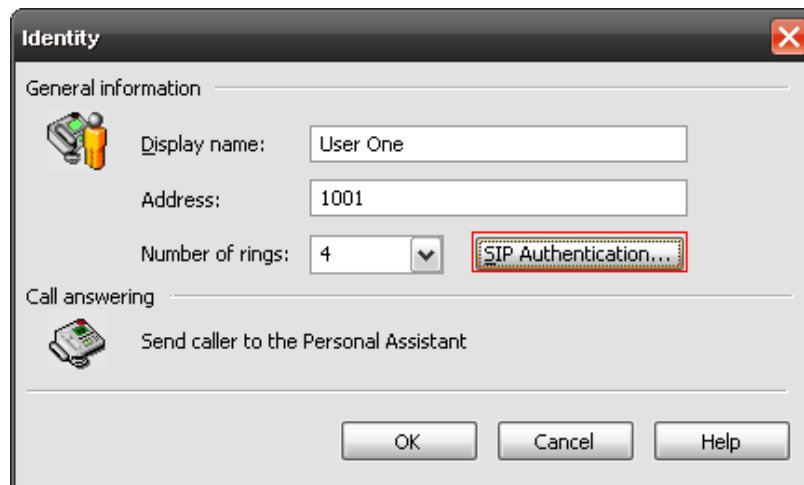 Identity
General information
Display name: User One
Address: 1001
Number of rings: 4 SIP Authentication...
Call answering
Send caller to the Personal Assistant
OK Cancel Help